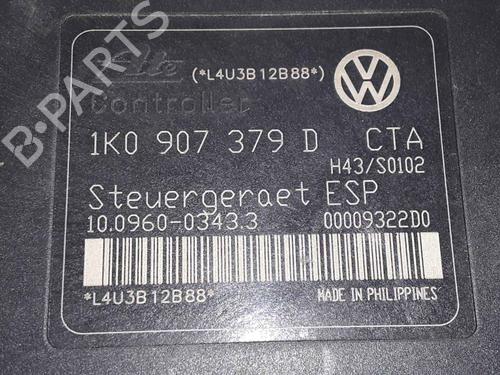 Ate (*L4U3B12B88*)
Controller
1K0 907 379 D CTA
H43/S0102
Steuergeraet ESP
10.0960-0343.3 00009322D0
*L4U3B12B88* MADE IN PHILIPPINES
B-PARTS